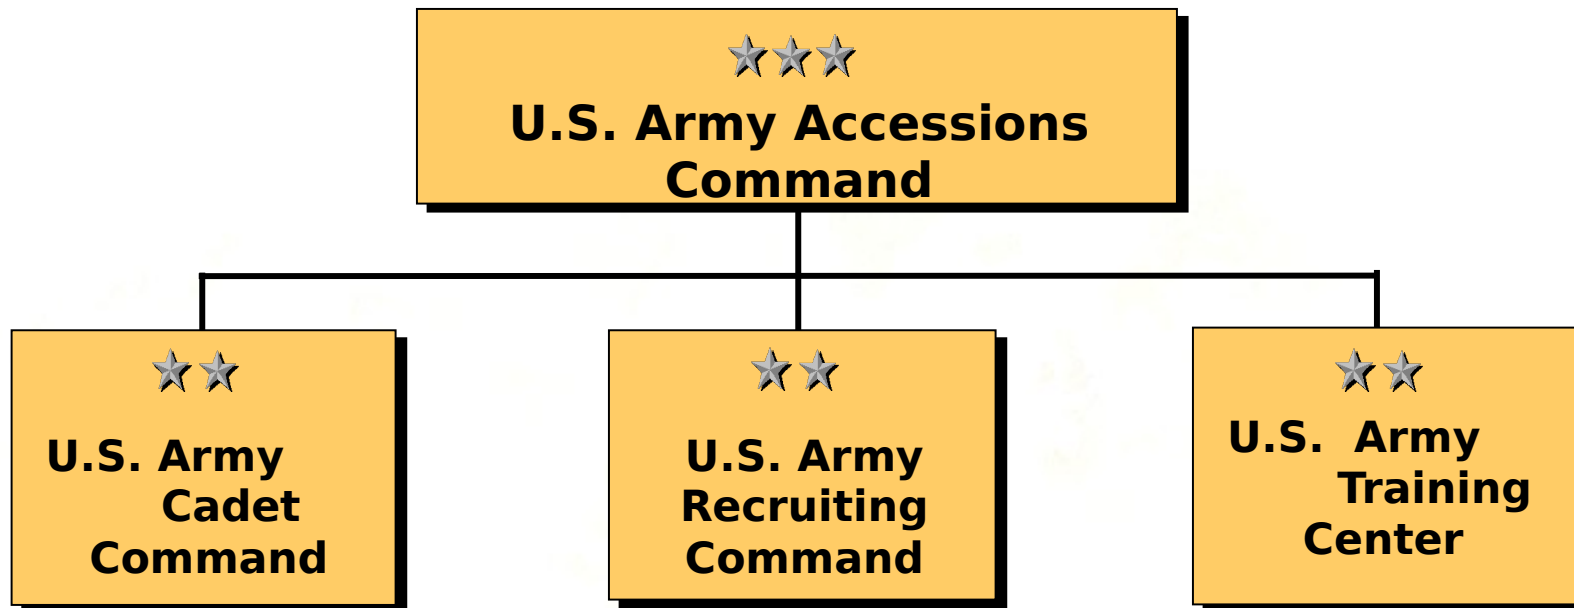 U.S. Army Accessions
Command
U.S. Army
Cadet
Command
U.S. Army
Recruiting
Command
U.S. Army
Training
Center